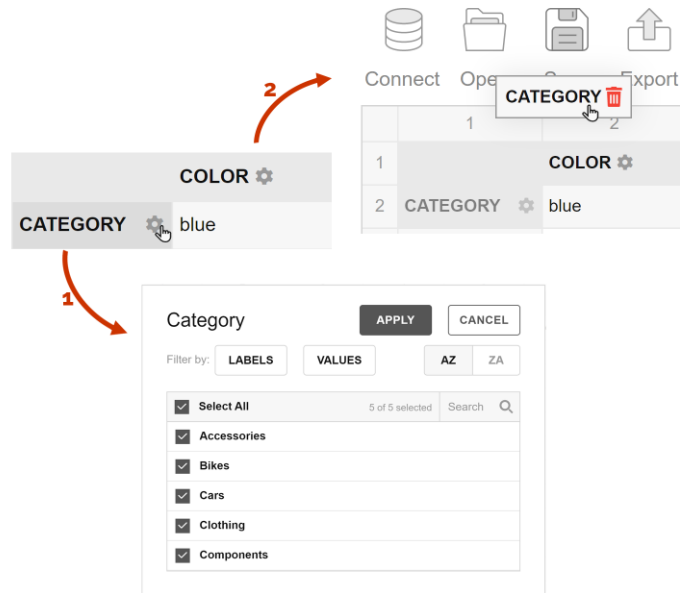 Connect Ope Export
CATEGORY
2
1 2
1 COLOR
2 CATEGORY blue
COLOR
CATEGORY blue
1
Category APPLY CANCEL
Filter by: LABELS VALUES AZ ZA
Select All 5 of 5 selected Search
Accessories
Bikes
Cars
Clothing
Components